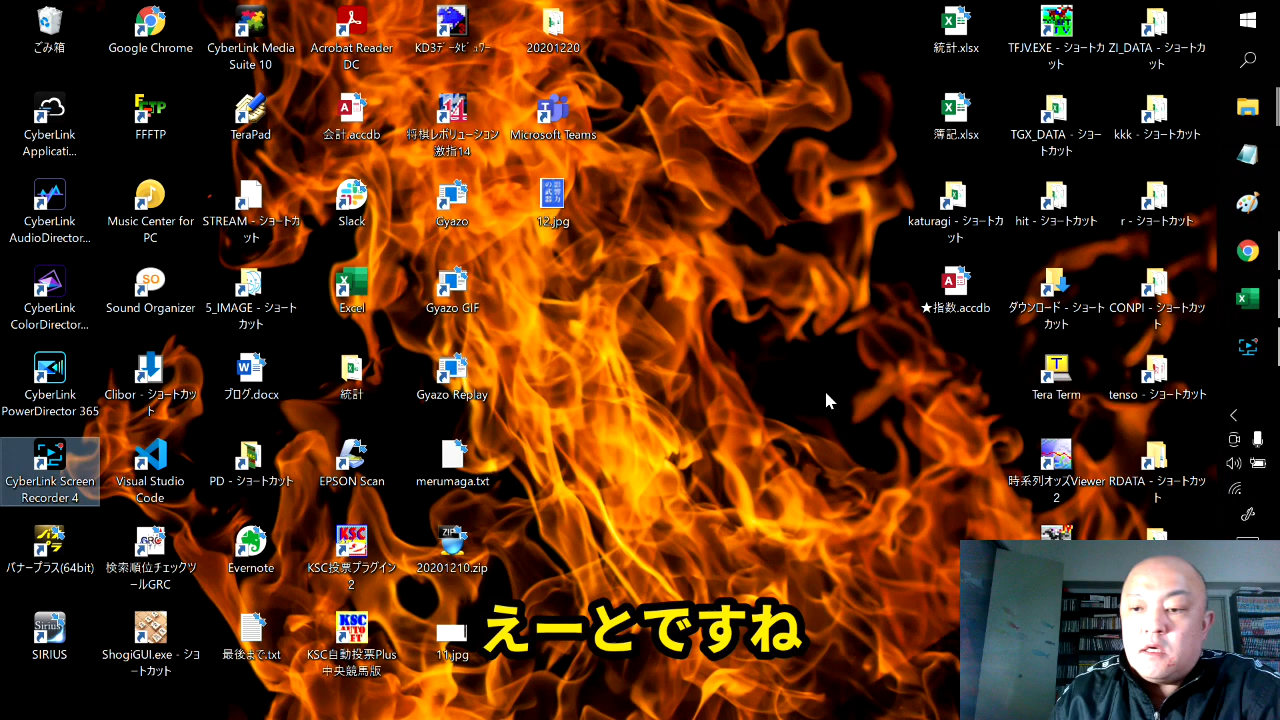 ごみ箱
Google Chrome
CyberLink Media
Suite 10
Acrobat Reader
DC
KD3データビュワー
20201220
統計.xlsx
TFJV.EXE - ショートカ
ット
ZI_DATA - ショートカ
ット
CyberLink
Applicati...
FFFTP
TeraPad
会計.accdb
将棋レボリューション
激指14
Microsoft Teams
簿記.xlsx
TGX_DATA - ショー
トカット
kkk - ショートカット
CyberLink
AudioDirector...
Music Center for
PC
STREAM - ショートカ
ット
Slack
Gyazo
影響力
の武器
12.jpg
katuragi - ショートカ
ット
hit - ショートカット
r - ショートカット
CyberLink
ColorDirector...
SO
Sound Organizer
5_IMAGE - ショート
カット
Excel
Gyazo GIF
★指数.accdb
ダウンロード - ショート
カット
CONPI - ショートカッ
ト
CyberLink
PowerDirector 365
Clibor - ショートカッ
ト
ブログ.docx
統計
Gyazo Replay
Tera Term
tenso - ショートカット
CyberLink Screen
Recorder 4
Visual Studio
Code
PD - ショートカット
EPSON Scan
merumaga.txt
時系列オッズViewer
2
RDATA - ショートカッ
ト
バナープラス(64bit)
GRC
検索順位チェックツ
ールGRC
Evernote
KSC
KSC投票プラグイン
2
ZIP
20201210.zip
Sirius
SIRIUS
ShogiGUI.exe - ショ
ートカット
最後まで.txt
KSC
AUTO
KSC自動投票Plus
中央競馬版
11.jpg
えーとですね